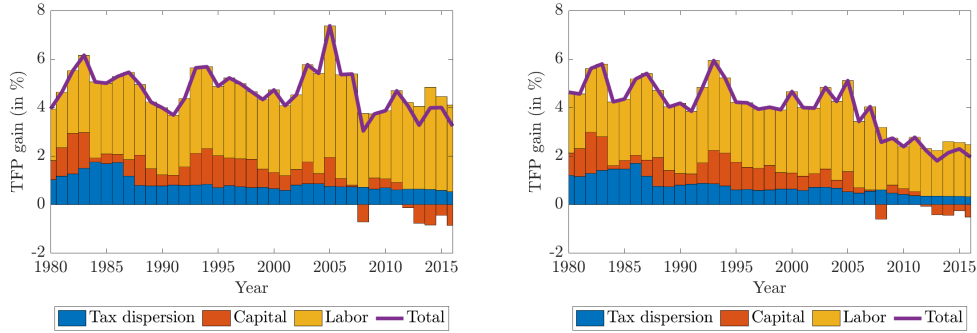 8
6
4
2
0
-2
TFP gain (in %)
1980 1985 1990 1995 2000 2005 2010 2015
Year
Tax dispersion Capital Labor Total
8
6
4
2
0
-2
TFP gain (in %)
1980 1985 1990 1995 2000 2005 2010 2015
Year
Tax dispersion Capital Labor Total